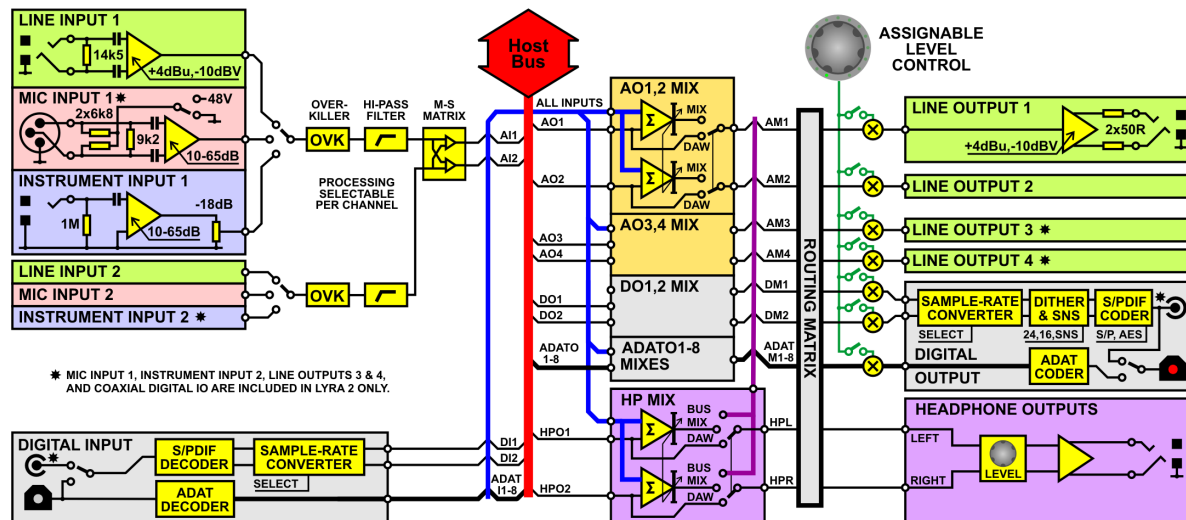 LINE INPUT 1
14k5
+4dBu,-10dBV
MIC INPUT 1✷
48V
2x6k8
9k2
10-65dB
INSTRUMENT INPUT 1
-18dB
1M
10-65dB
LINE INPUT 2
MIC INPUT 2
INSTRUMENT INPUT 2 ✷
OVER-
KILLER
HI-PASS
FILTER
M-S
MATRIX
OVK
PROCESSING
SELECTABLE
PER CHANNEL
OVK
✷ MIC INPUT 1, INSTRUMENT INPUT 2, LINE OUTPUTS 3 & 4,
AND COAXIAL DIGITAL IO ARE INCLUDED IN LYRA 2 ONLY.
DIGITAL INPUT
✷
S/PDIF
DECODER
SAMPLE-RATE
CONVERTER
SELECT
ADAT
DECODER
Host
Bus
AI1
AI2
DI1
DI2
ADAT
I1-8
ALL INPUTS
AO1
AO2
AO3
AO4
DO1
DO2
ADATO
1-8
HPO1
HPO2
AO1,2 MIX
Σ
MIX
DAW
Σ
MIX
DAW
AO3,4 MIX
DO1,2 MIX
ADATO1-8
MIXES
HP MIX
Σ
BUS
MIX
DAW
Σ
BUS
MIX
DAW
AM1
AM2
AM3
AM4
DM1
DM2
ADAT
M1-8
HPL
HPR
ROUTING MATRIX
ASSIGNABLE
LEVEL
CONTROL
LINE OUTPUT 1
2x50R
+4dBu,-10dBV
LINE OUTPUT 2
LINE OUTPUT 3 ✷
LINE OUTPUT 4 ✷
SAMPLE-RATE
CONVERTER
SELECT
DITHER
& SNS
24,16,SNS
S/PDIF
CODER
S/P, AES
✷
DIGITAL
OUTPUT
ADAT
CODER
HEADPHONE OUTPUTS
LEFT
RIGHT
LEVEL